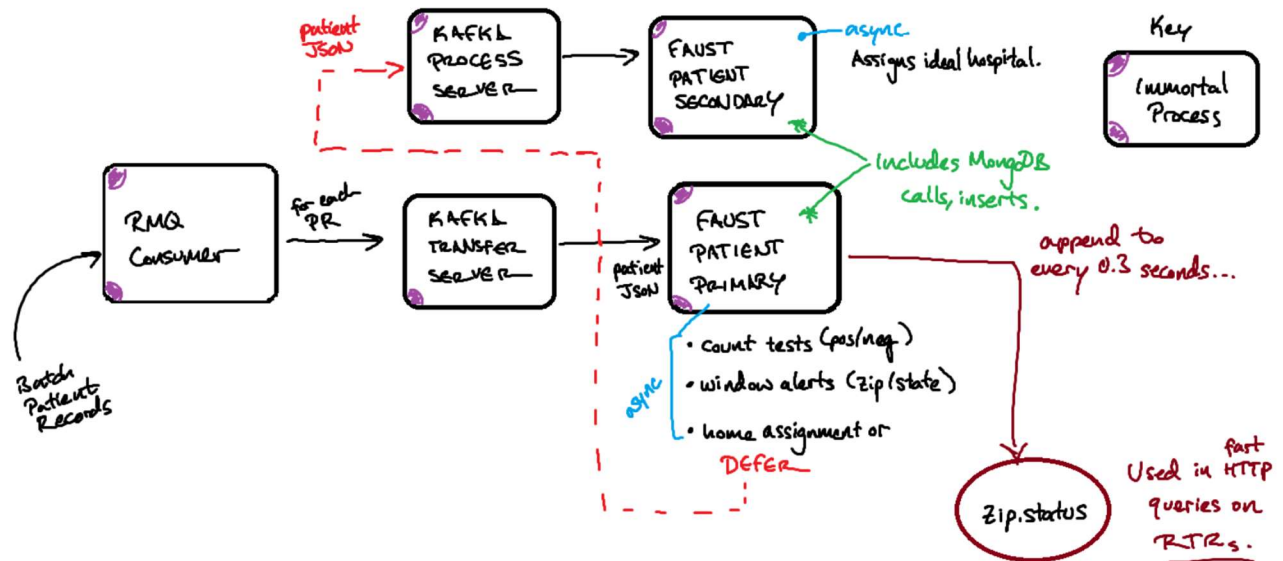 patient
JSON
KAFKA
PROCESS
SERVER
FAUST
PATIENT
SECONDARY
async
Assigns ideal hospital.
Key
Immortal
Process
Includes MongoDB
calls, inserts.
RMQ
Consumer
for each
PR
KAFKA
TRANSFER
SERVER
patient
JSON
FAUST
PATIENT
PRIMARY
append to
every 0.3 seconds...
Batch
Patient
Records
async
• count tests (pos/neg)
• window alerts (zip/state)
• home assignment or
DEFER
Zip.status
Used in fast HTTP
queries on
RTRs.